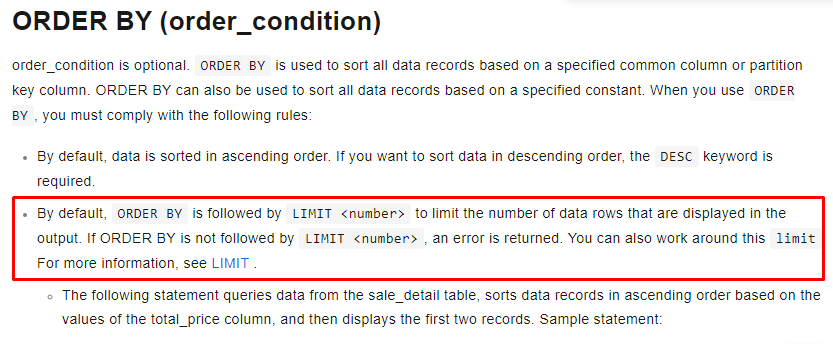 ORDER BY (order_condition)
order_condition is optional. ORDER BY is used to sort all data records based on a specified common column or partition
key column. ORDER BY can also be used to sort all data records based on a specified constant. When you use ORDER
BY , you must comply with the following rules:
• By default, data is sorted in ascending order. If you want to sort data in descending order, the DESC keyword is
required.
• By default, ORDER BY is followed by LIMIT <number> to limit the number of data rows that are displayed in the
output. If ORDER BY is not followed by LIMIT <number> , an error is returned. You can also work around this limit
For more information, see LIMIT .
◦ The following statement queries data from the sale_detail table, sorts data records in ascending order based on the
values of the total_price column, and then displays the first two records. Sample statement: